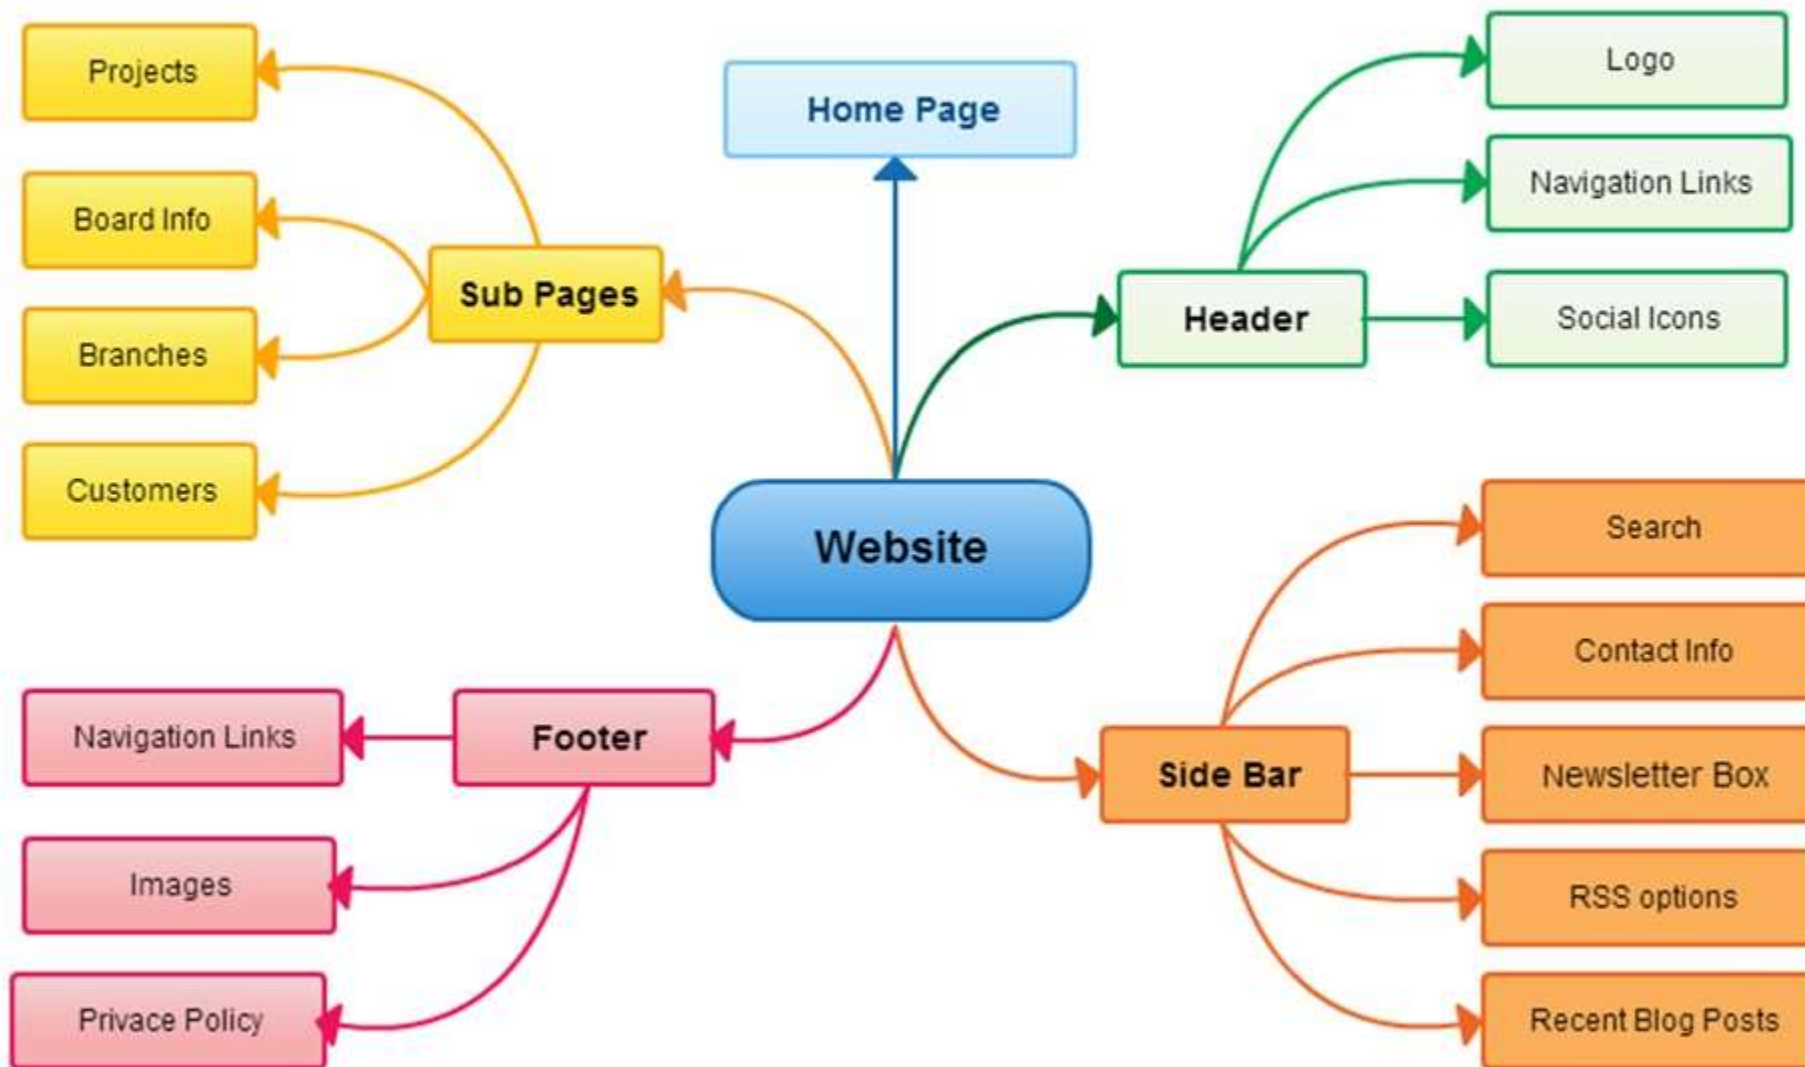 Projects
Board Info
Branches
Customers
Sub Pages
Home Page
Header
Logo
Navigation Links
Social Icons
Website
Footer
Navigation Links
Images
Privace Policy
Side Bar
Search
Contact Info
Newsletter Box
RSS options
Recent Blog Posts